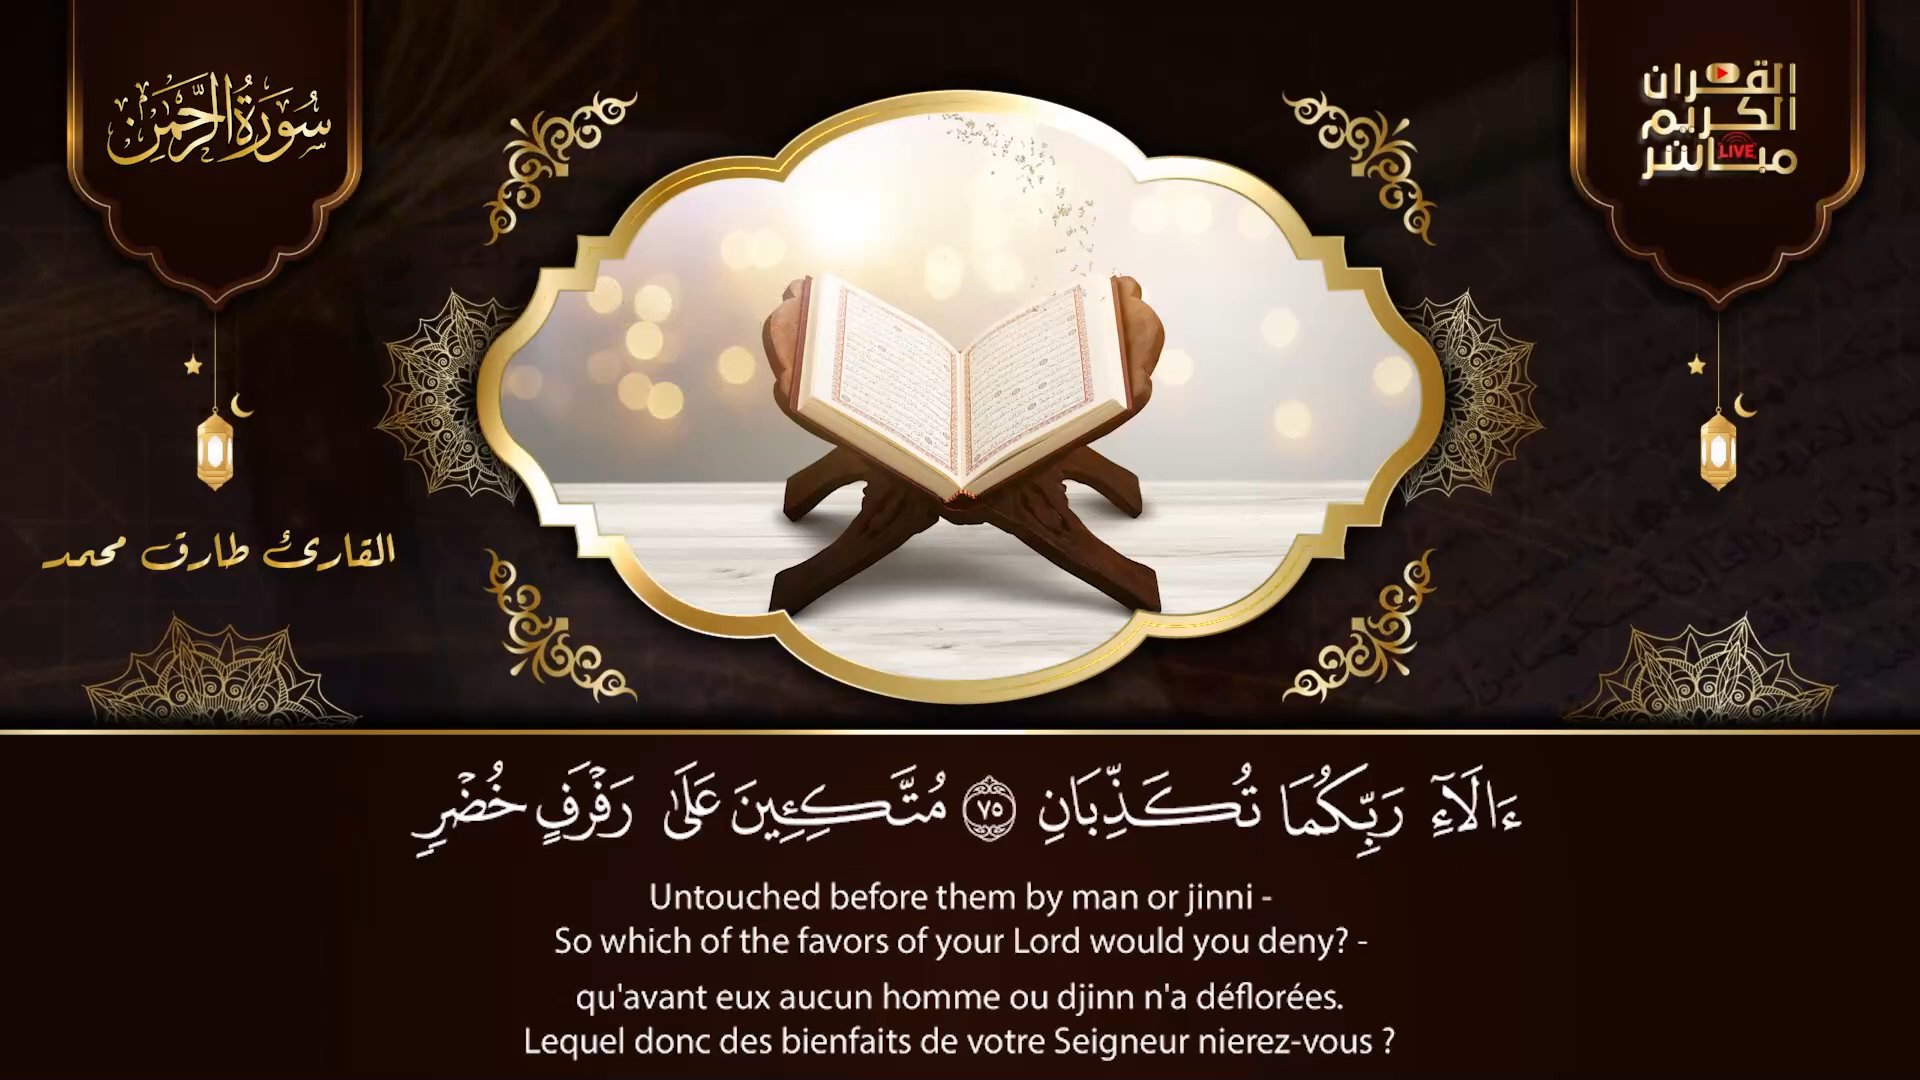 سُورَةُ الرَّحْمَٰن
القرآن
الكريم
مباشر
LIVE
القارئ طارق محمد
ءَالَآءِ رَبِّكُمَا تُكَذِّبَانِ ٧٥ مُتَّكِـِٔينَ عَلَىٰ رَفْرَفٍ خُضْرٍ
Untouched before them by man or jinni -
So which of the favors of your Lord would you deny? -
qu'avant eux aucun homme ou djinn n'a déflorées.
Lequel donc des bienfaits de votre Seigneur nierez-vous ?